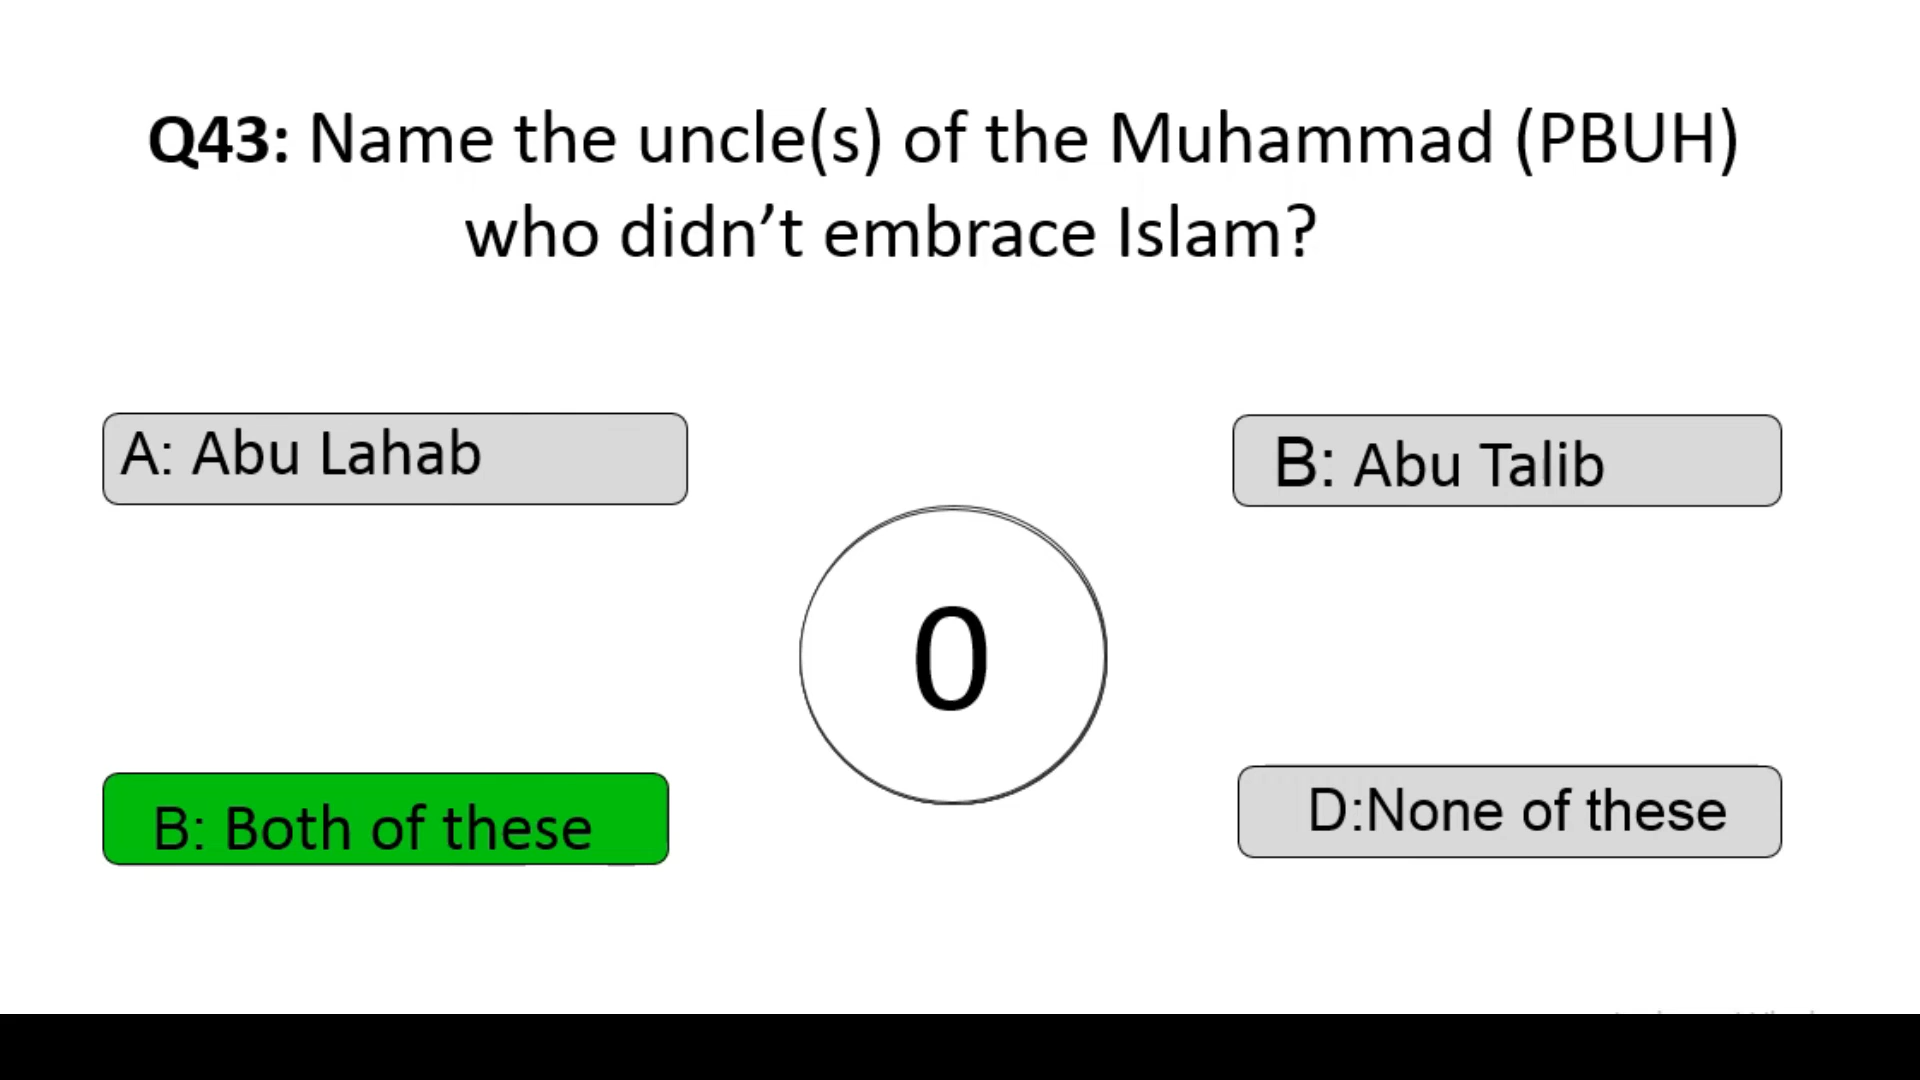 Q43: Name the uncle(s) of the Muhammad (PBUH)
who didn’t embrace Islam?
A: Abu Lahab
B: Abu Talib
0
B: Both of these
D:None of these